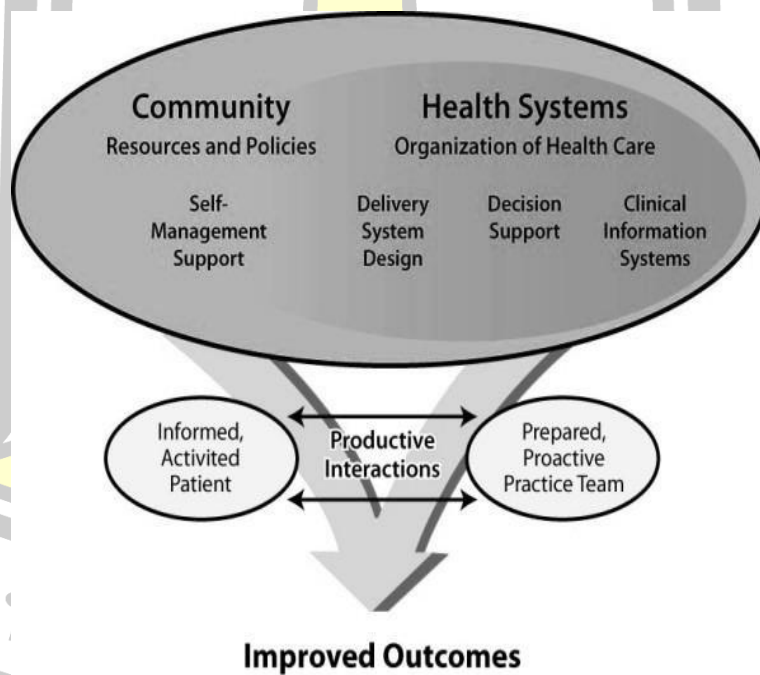 Community
Resources and Policies
Health Systems
Organization of Health Care
Self-
Management
Support
Delivery
System
Design
Decision
Support
Clinical
Information
Systems
Informed,
Activited
Patient
Productive
Interactions
Prepared,
Proactive
Practice Team
Improved Outcomes